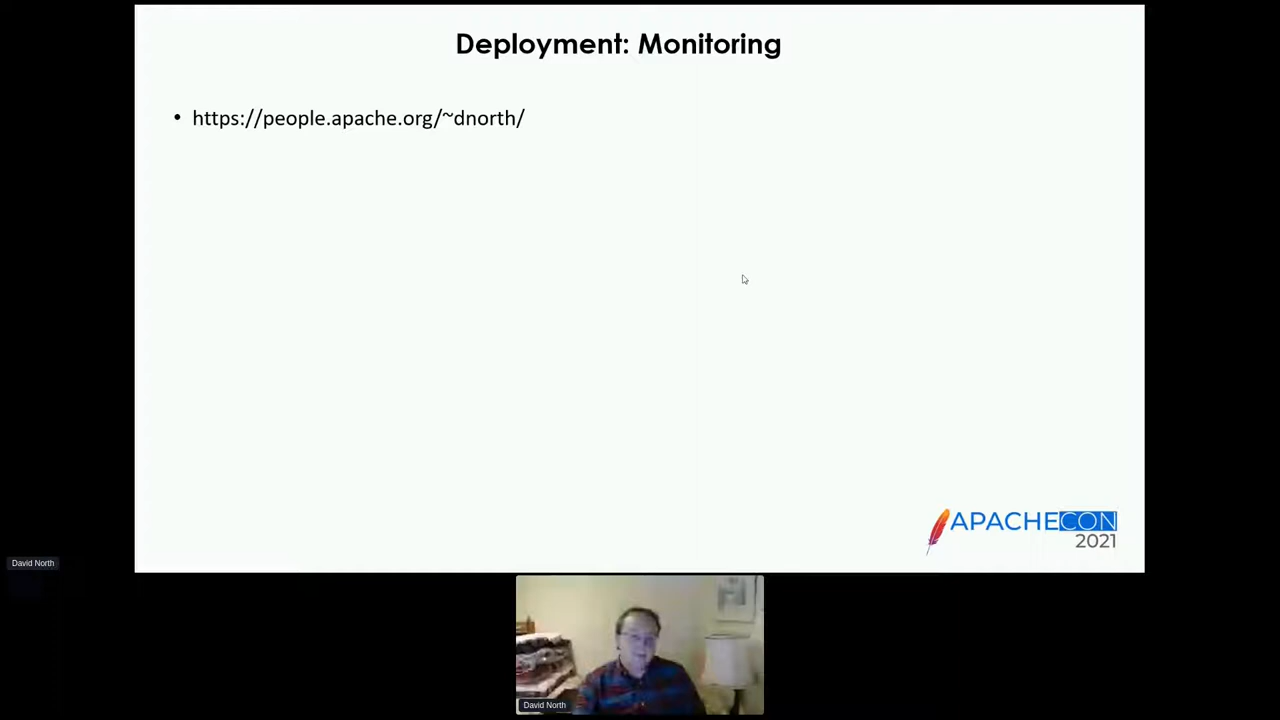 Deployment: Monitoring
• https://people.apache.org/~dnorth/
APACHECON
2021
David North
David North